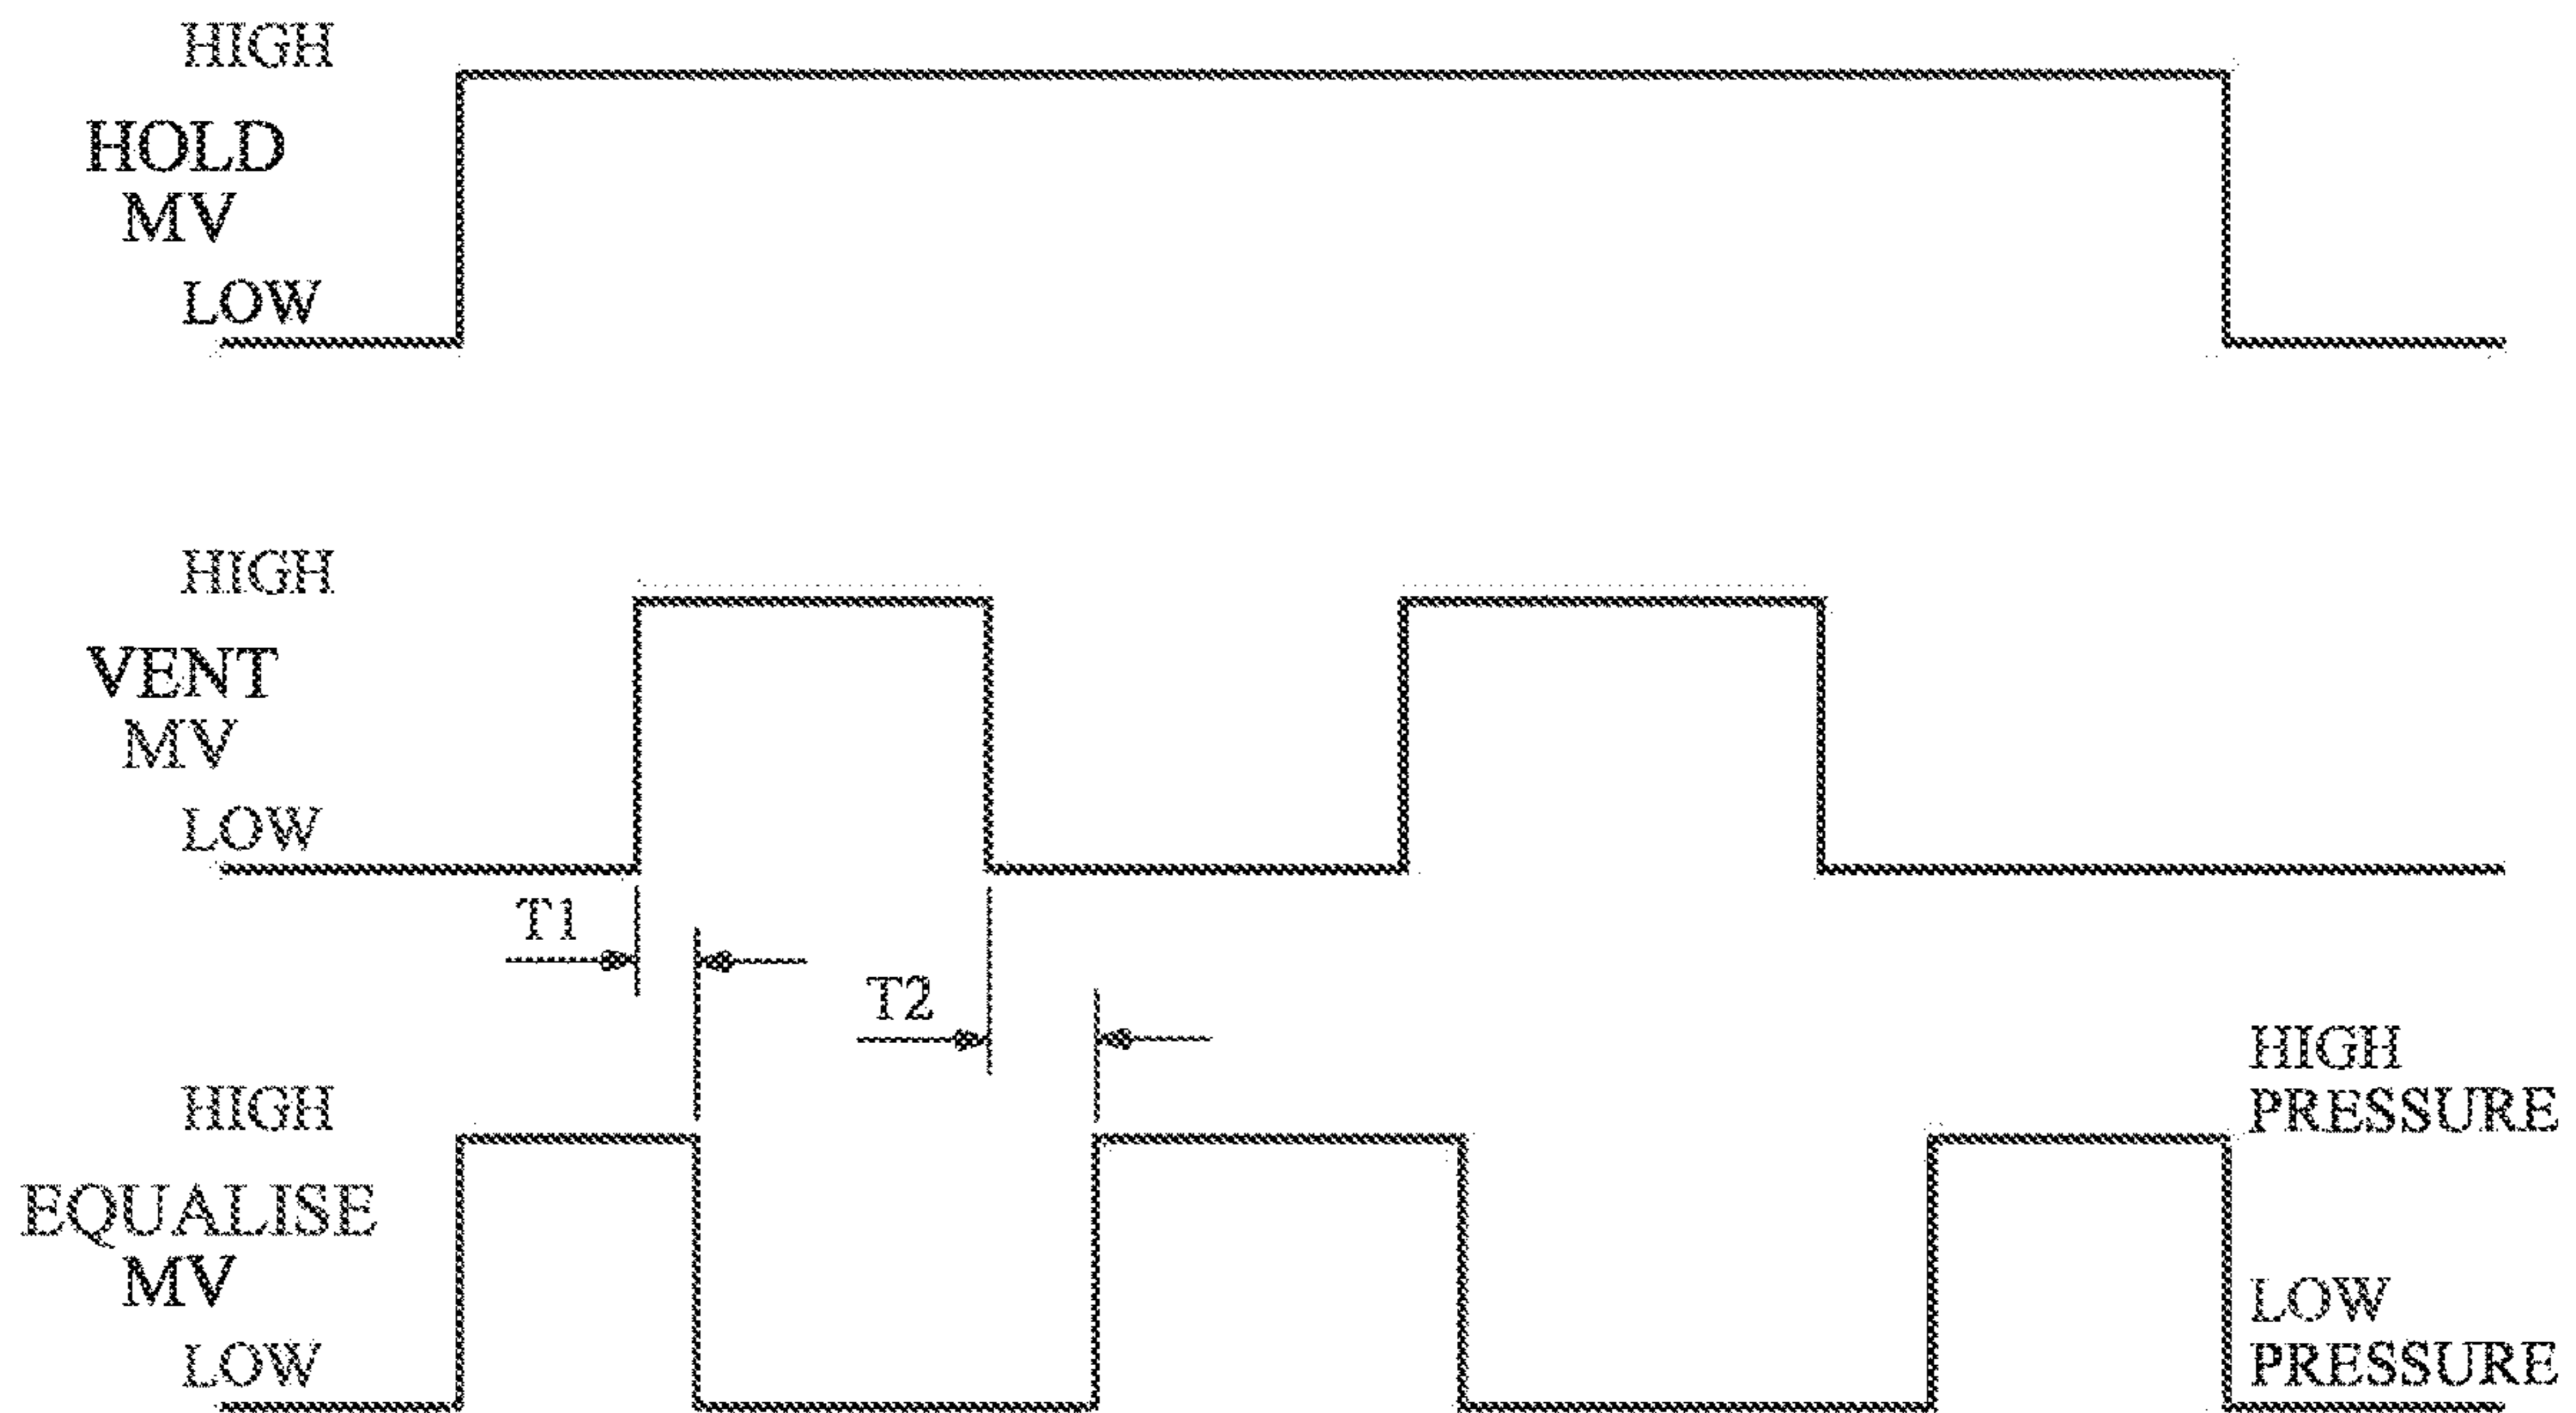 HIGH
HOLD
MV
LOW
HIGH
VENT
MV
LOW
T1
T2
HIGH
EQUALISE
MV
LOW
HIGH
PRESSURE
LOW
PRESSURE